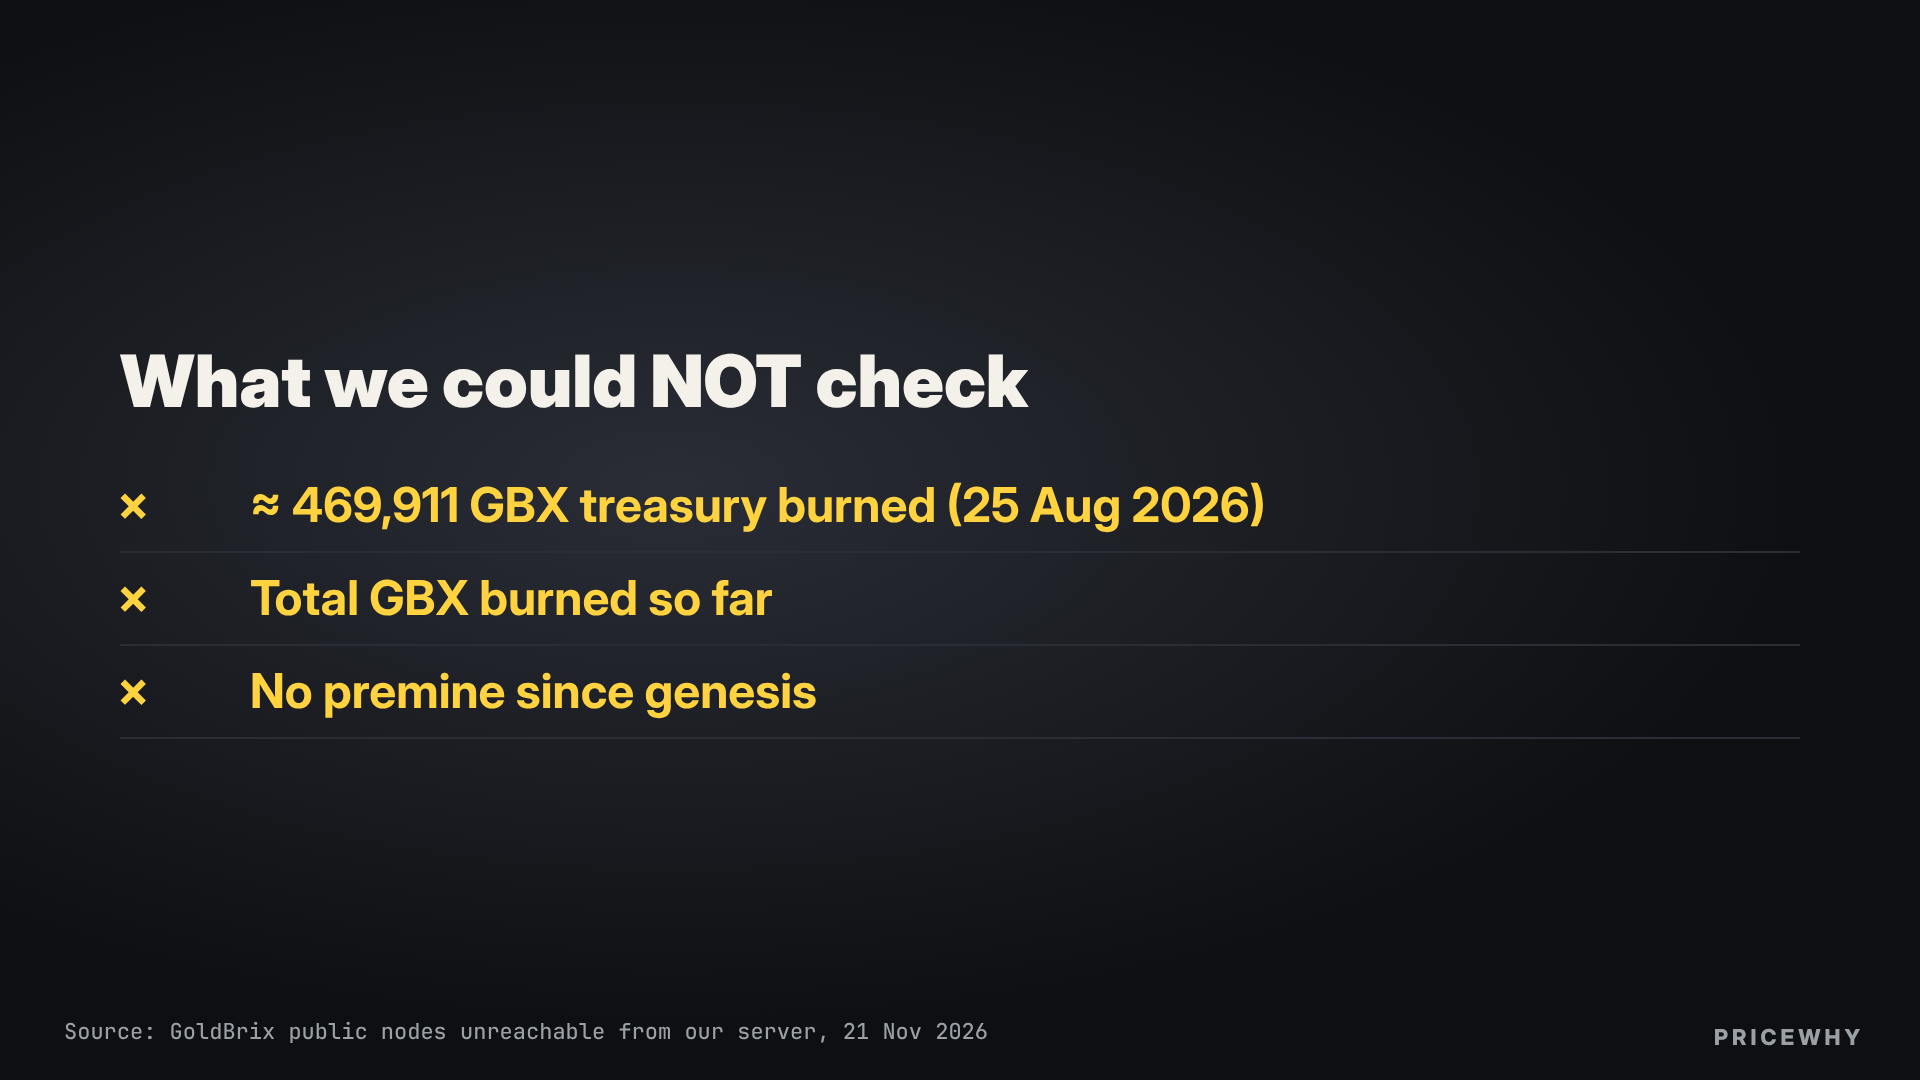 What we could NOT check
× ≈ 469,911 GBX treasury burned (25 Aug 2026)
× Total GBX burned so far
× No premine since genesis
Source: GoldBrix public nodes unreachable from our server, 21 Nov 2026
PRICEWHY